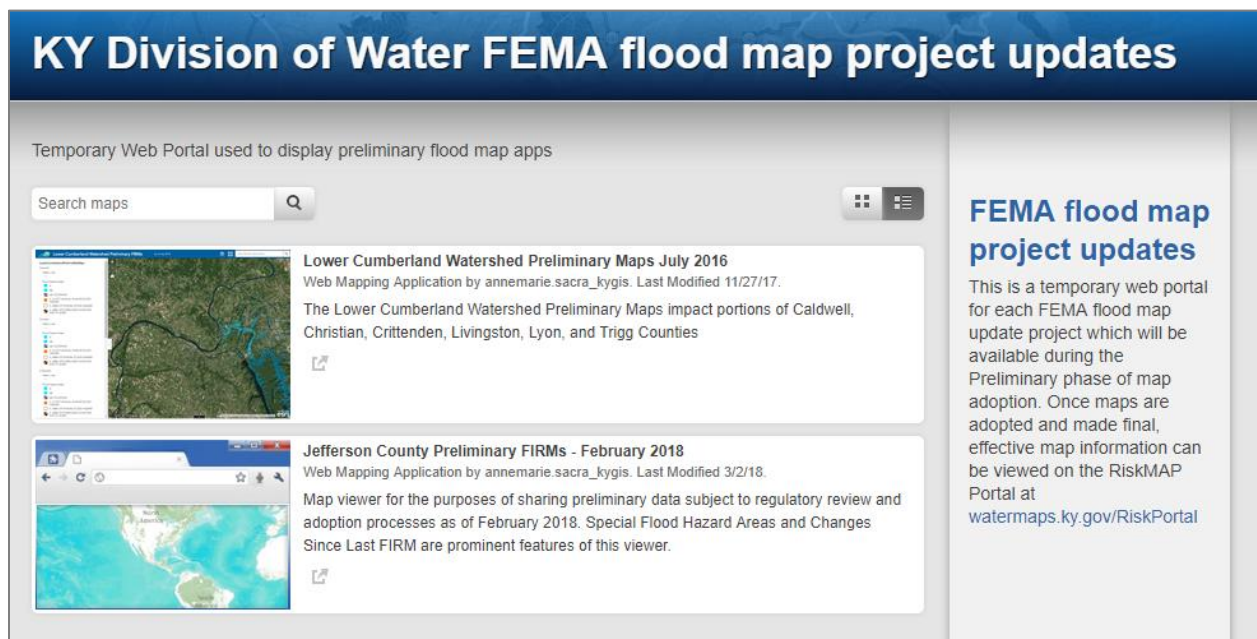 KY Division of Water FEMA flood map project updates
Temporary Web Portal used to display preliminary flood map apps
Search maps
Lower Cumberland Watershed Preliminary Maps July 2016
Web Mapping Application by annemarie.sacra_kygis. Last Modified 11/27/17.
The Lower Cumberland Watershed Preliminary Maps impact portions of Caldwell,
Christian, Crittenden, Livingston, Lyon, and Trigg Counties
Jefferson County Preliminary FIRMs - February 2018
Web Mapping Application by annemarie.sacra_kygis. Last Modified 3/2/18.
Map viewer for the purposes of sharing preliminary data subject to regulatory review and
adoption processes as of February 2018. Special Flood Hazard Areas and Changes
Since Last FIRM are prominent features of this viewer.
FEMA flood map
project updates
This is a temporary web portal
for each FEMA flood map
update project which will be
available during the
Preliminary phase of map
adoption. Once maps are
adopted and made final,
effective map information can
be viewed on the RiskMAP
Portal at
watermaps.ky.gov/RiskPortal